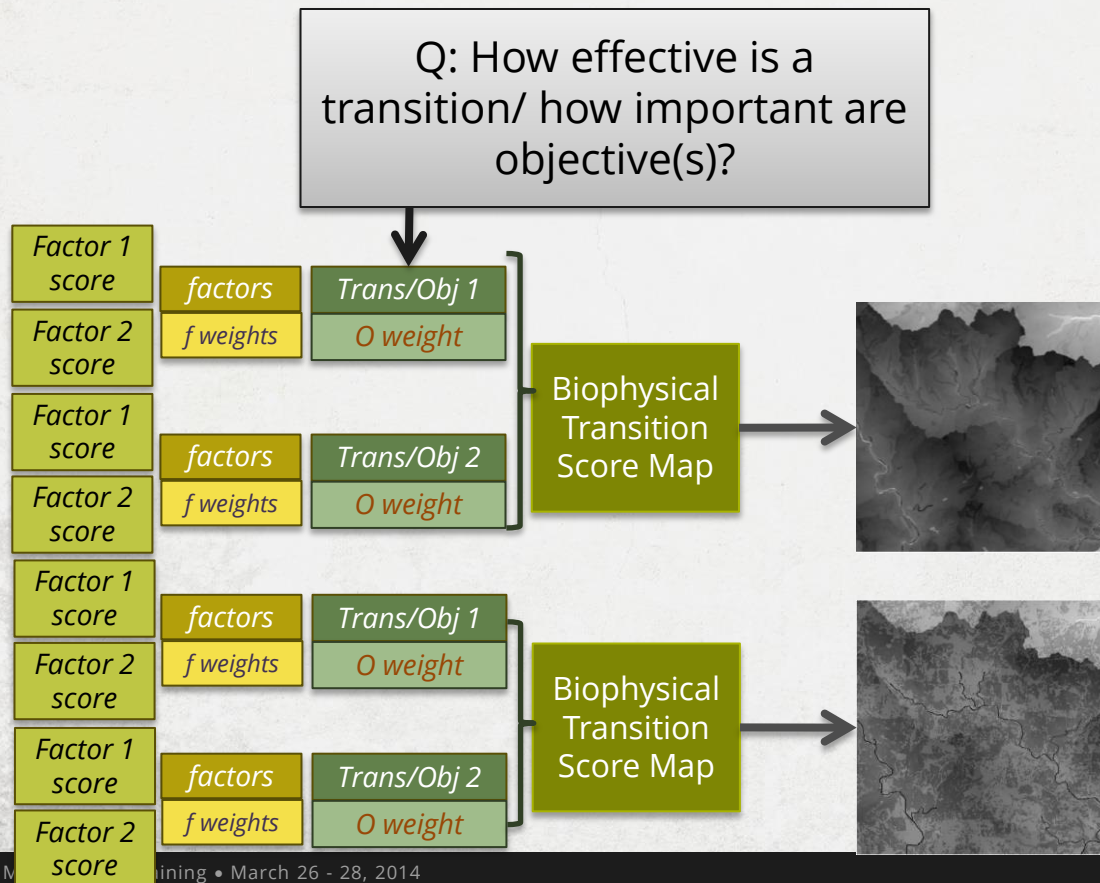 Q: How effective is a
transition/ how important are
objective(s)?
Factor 1
score
Factor 2
score
factors
f weights
Trans/Obj 1
O weight
Factor 1
score
Factor 2
score
factors
f weights
Trans/Obj 2
O weight
Biophysical
Transition
Score Map
Factor 1
score
Factor 2
score
factors
f weights
Trans/Obj 1
O weight
Factor 1
score
Factor 2
score
factors
f weights
Trans/Obj 2
O weight
Biophysical
Transition
Score Map
• March 26 - 28, 2014